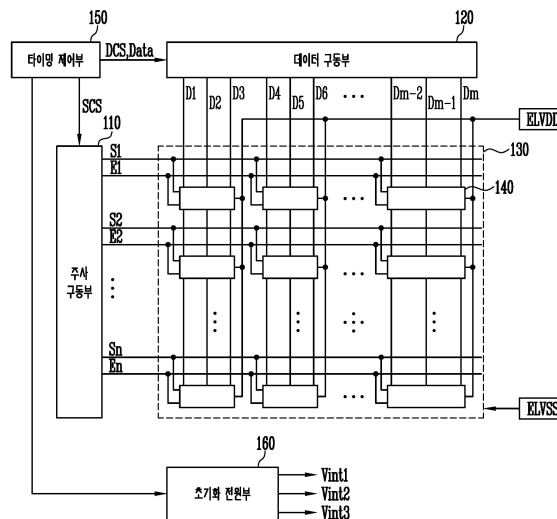 150
120
타이밍 제어부
DCS,Data
데이터 구동부
D1
D2
D3
D4
D5
D6
Dm-2
Dm-1
Dm
SCS
110
ELVDD
130
S1
E1
140
S2
E2
주사
구동부
Sn
En
ELVSS
160
초기화 전원부
Vint1
Vint2
Vint3